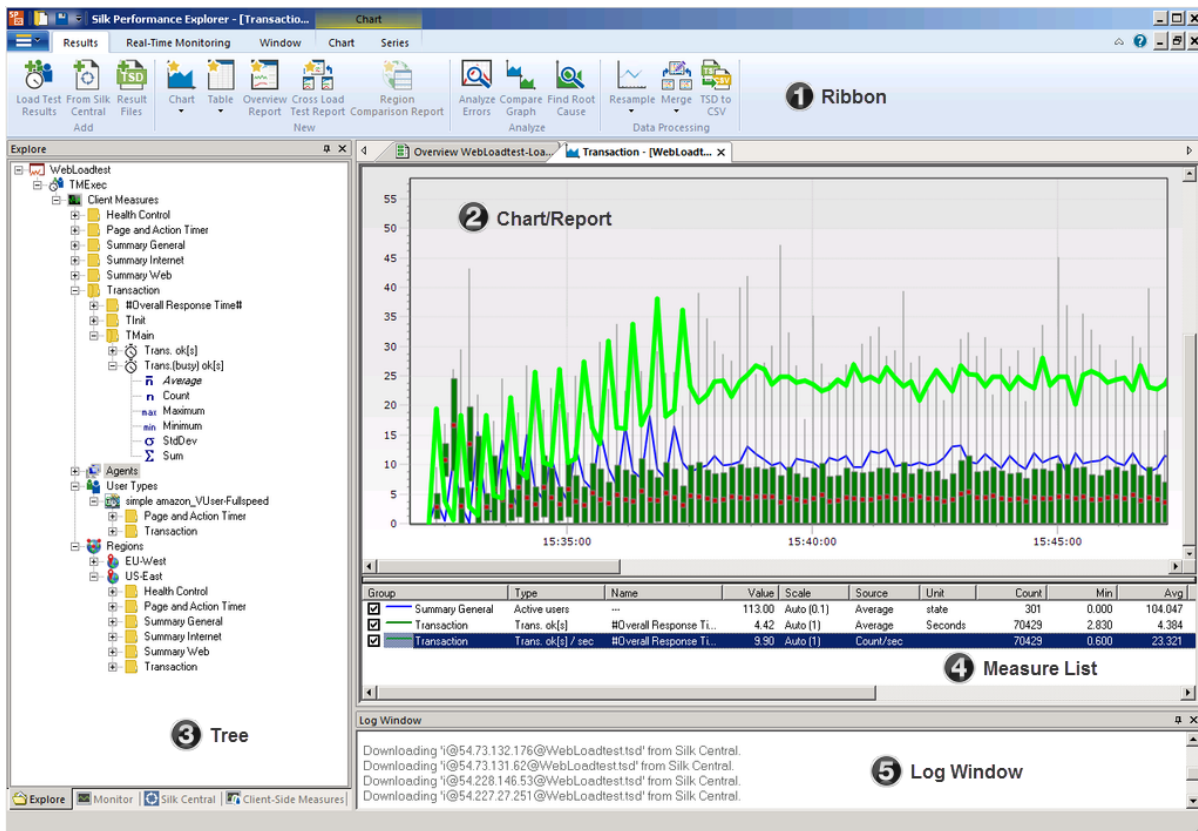 SP
20
Silk Performance Explorer - [Transactio...
Chart
Results Real-Time Monitoring Window Chart Series
Load Test Results
From Silk Central
Result Files
Chart
Table
Overview Report
Cross Load Test Report
Region Comparison Report
Analyze Errors
Compare Graph
Find Root Cause
Resample
Merge
TSD to CSV
Add New Analyze Data Processing
1 Ribbon
Explore
WebLoadtest
TMExec
Client Measures
Health Control
Page and Action Timer
Summary General
Summary Internet
Summary Web
Transaction
#Overall Response Time#
TInit
TMain
Trans. ok[s]
Trans.(busy) ok[s]
n Average
n Count
max Maximum
min Minimum
σ StdDev
Σ Sum
Agents
User Types
simple amazon_VUser-Fullspeed
Page and Action Timer
Transaction
Regions
EU-West
US-East
Health Control
Page and Action Timer
Summary General
Summary Internet
Summary Web
Transaction
3 Tree
Explore Monitor Silk Central Client-Side Measures
Overview WebLoadtest-Loa... Transaction - [WebLoadt...
2 Chart/Report
55
50
45
40
35
30
25
20
15
10
5
0
15:35:00 15:40:00 15:45:00
Group Type Name Value Scale Source Unit Count Min Avg
Summary General Active users --- 113.00 Auto (0.1) Average state 301 0.000 104.047
Transaction Trans. ok[s] #Overall Response Ti... 4.42 Auto (1) Average Seconds 70429 2.830 4.384
Transaction Trans. ok[s] / sec #Overall Response Ti... 9.90 Auto (1) Count/sec 70429 0.600 23.321
4 Measure List
Log Window
Downloading 'i@54.73.132.176@WebLoadtest.tsd' from Silk Central.
Downloading 'i@54.73.131.62@WebLoadtest.tsd' from Silk Central.
Downloading 'i@54.228.146.53@WebLoadtest.tsd' from Silk Central.
Downloading 'i@54.227.27.251@WebLoadtest.tsd' from Silk Central.
5 Log Window